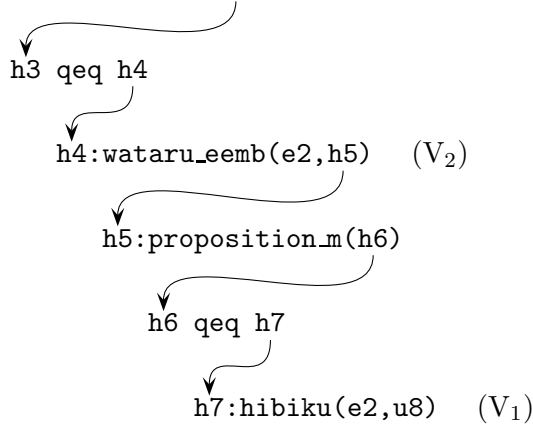 h3 qeq h4
h4:wataru_eemb(e2,h5) (V₂)
h5:proposition_m(h6)
h6 qeq h7
h7:hibiku(e2,u8) (V₁)